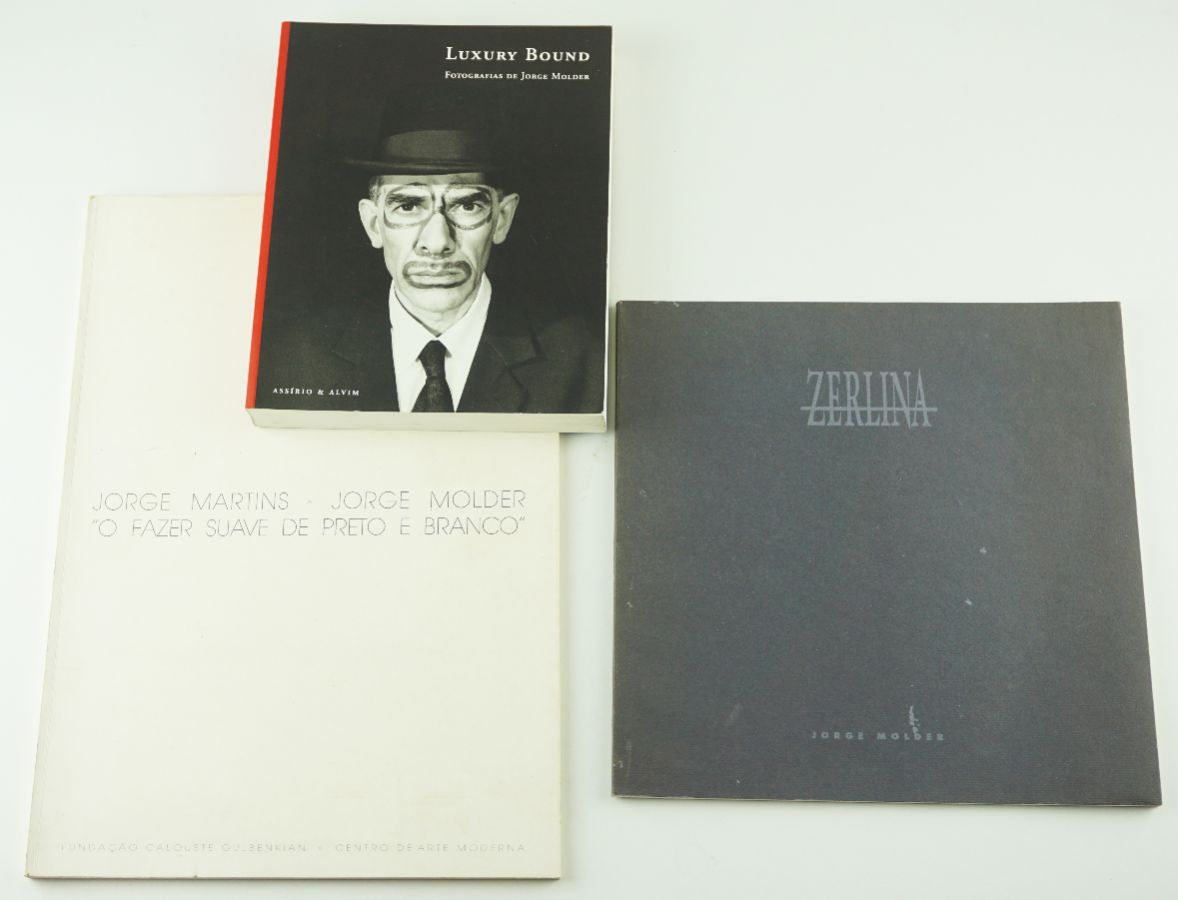 LUXURY BOUND
FOTOGRAFIAS DE JORGE MOLDER
ASSÍRIO & ALVIM
JORGE MARTINS - JORGE MOLDER
"O FAZER SUAVE DE PRETO E BRANCO"
FUNDAÇÃO CALOUSTE GULBENKIAN • CENTRO DE ARTE MODERNA
ZERLINA
JORGE MOLDER